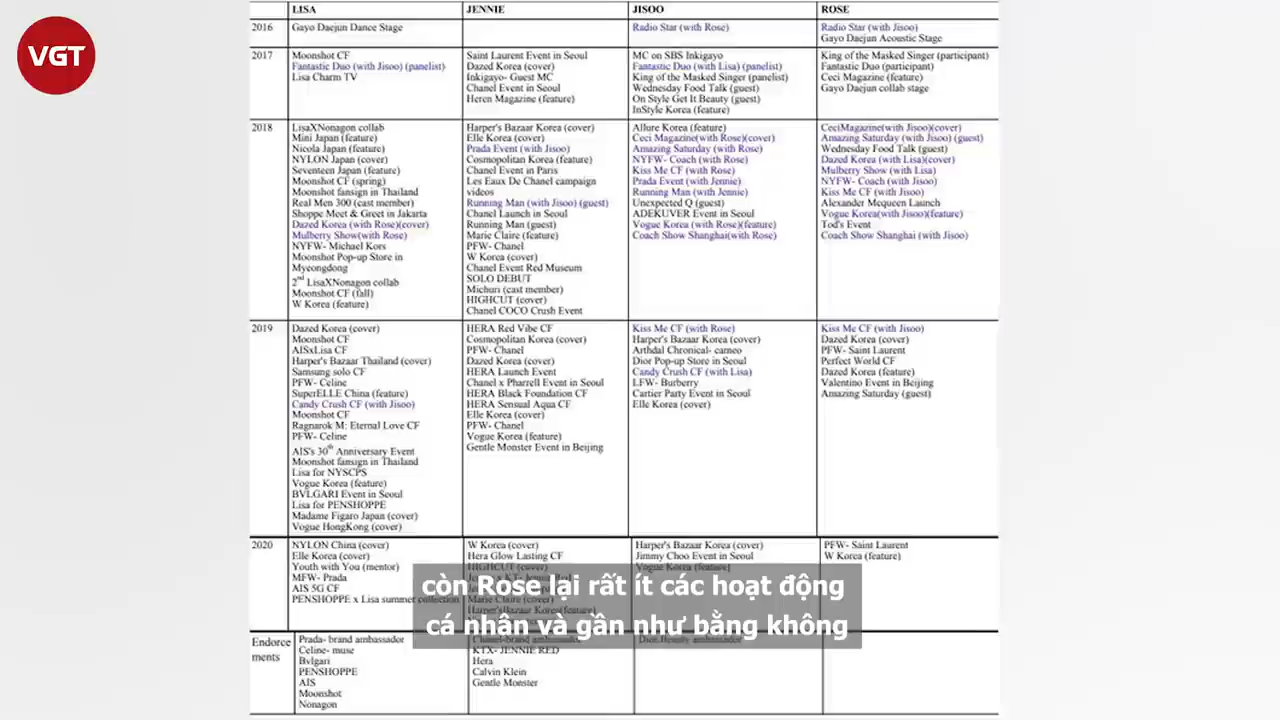 VGT
LISA
JENNIE
JISOO
ROSE
2016
Gayo Daejun Dance Stage
Radio Star (with Rose)
Radio Star (with Jisoo)
Gayo Daejun Acoustic Stage
2017
Moonshot CF
Fantastic Duo (with Jisoo) (panelist)
Lisa Charm TV
Saint Laurent Event in Seoul
Dazed Korea (cover)
Inkigayo- Guest MC
Chanel Event in Seoul
Heren Magazine (feature)
MC on SBS Inkigayo
Fantastic Duo (with Lisa) (panelist)
King of the Masked Singer (panelist)
Wednesday Food Talk (guest)
On Style Get It Beauty (guest)
InStyle Korea (feature)
King of the Masked Singer (participant)
Fantastic Duo (participant)
Ceci Magazine (feature)
Gayo Daejun collab stage
2018
LisaXNonagon collab
Mini Japan (feature)
Nicola Japan (feature)
NYLON Japan (cover)
Seventeen Japan (feature)
Moonshot CF (spring)
Moonshot fansign in Thailand
Real Men 300 (cast member)
Shoppe Meet & Greet in Jakarta
Dazed Korea (with Rose)(cover)
Mulberry Show(with Rose)
NYFW- Michael Kors
Moonshot Pop-up Store in
Myeongdong
2nd LisaXNonagon collab
Moonshot CF (fall)
W Korea (feature)
Harper's Bazaar Korea (cover)
Elle Korea (cover)
Prada Event (with Jisoo)
Cosmopolitan Korea (feature)
Chanel Event in Paris
Les Eaux De Chanel campaign
videos
Running Man (with Jisoo) (guest)
Chanel Launch in Seoul
Running Man (guest)
Marie Claire (feature)
PFW- Chanel
W Korea (cover)
Chanel Event Red Museum
SOLO DEBUT
Michuri (cast member)
HIGHCUT (cover)
Chanel COCO Crush Event
Allure Korea (feature)
Ceci Magazine(with Rose)(cover)
Amazing Saturday (with Rose)
NYFW- Coach (with Rose)
Kiss Me CF (with Rose)
Prada Event (with Jennie)
Running Man (with Jennie)
Unexpected Q (guest)
ADEKUVER Event in Seoul
Vogue Korea (with Rose)(feature)
Coach Show Shanghai(with Rose)
CeciMagazine(with Jisoo)(cover)
Amazing Saturday (with Jisoo) (guest)
Wednesday Food Talk (guest)
Dazed Korea (with Lisa)(cover)
Mulberry Show (with Lisa)
NYFW- Coach (with Jisoo)
Kiss Me CF (with Jisoo)
Alexander Mcqueen Launch
Vogue Korea(with Jisoo)(feature)
Tod's Event
Coach Show Shanghai (with Jisoo)
2019
Dazed Korea (cover)
Moonshot CF
AISxLisa CF
Harper's Bazaar Thailand (cover)
Samsung solo CF
PFW- Celine
SuperELLE China (feature)
Candy Crush CF (with Jisoo)
Moonshot CF
Ragnarok M: Eternal Love CF
PFW- Celine
AIS's 30th Anniversary Event
Moonshot fansign in Thailand
Lisa for NYSCPS
Vogue Korea (feature)
BVLGARI Event in Seoul
Lisa for PENSHOPPE
Madame Figaro Japan (cover)
Vogue HongKong (cover)
HERA Red Vibe CF
Cosmopolitan Korea (cover)
PFW- Chanel
Dazed Korea (cover)
HERA Launch Event
Chanel x Pharrell Event in Seoul
HERA Black Foundation CF
HERA Sensual Aqua CF
Elle Korea (cover)
PFW- Chanel
Vogue Korea (feature)
Gentle Monster Event in Beijing
Kiss Me CF (with Rose)
Harper's Bazaar Korea (cover)
Arthdal Chronical- cameo
Dior Pop-up Store in Seoul
Candy Crush CF (with Lisa)
LFW- Burberry
Cartier Party Event in Seoul
Elle Korea (cover)
Kiss Me CF (with Jisoo)
Dazed Korea (cover)
PFW- Saint Laurent
Perfect World CF
Dazed Korea (feature)
Valentino Event in Beijing
Amazing Saturday (guest)
2020
NYLON China (cover)
Elle Korea (cover)
Youth with You (mentor)
MFW- Prada
AIS 5G CF
PENSHOPPE x Lisa summer collection
W Korea (cover)
Hera Glow Lasting CF
HIGHCUT (cover)
Marie Claire (cover)
Harper'sBazaar Korea(feature)
Harper's Bazaar Korea (cover)
Jimmy Choo Event in Seoul
Vogue Korea (feature)
PFW- Saint Laurent
W Korea (feature)
còn Rose lại rất ít các hoạt động
cá nhân và gần như bằng không
Endorce
ments
Prada- brand ambassador
Celine- muse
Bvlgari
PENSHOPPE
AIS
Moonshot
Nonagon
Chanel-brand ambassador
KTX- JENNIE RED
Hera
Calvin Klein
Gentle Monster
Dior Beauty ambassador